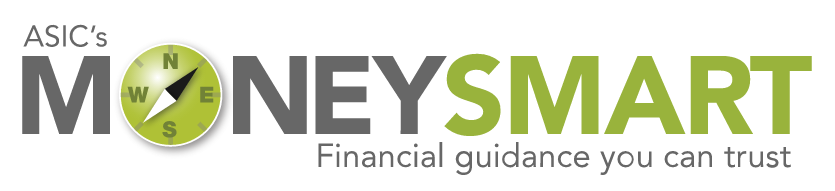 ASIC's
MONEYSMART
N
W E
S
Financial guidance you can trust